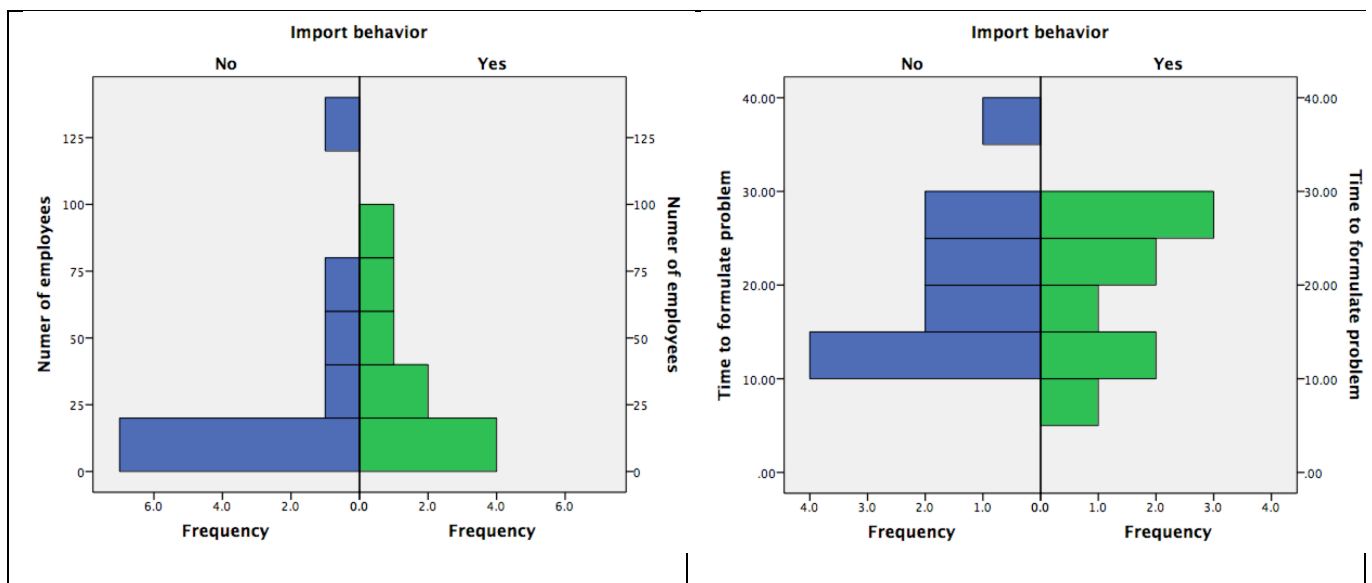 Import behavior
No Yes
Numer of employees
125
100
75
50
25
0
125
100
75
50
25
0
Numer of employees
6.0 4.0 2.0 0.0 2.0 4.0 6.0
Frequency Frequency
Import behavior
No Yes
Time to formulate problem
40.00
30.00
20.00
10.00
.00
40.00
30.00
20.00
10.00
.00
Time to formulate problem
4.0 3.0 2.0 1.0 0.0 1.0 2.0 3.0 4.0
Frequency Frequency